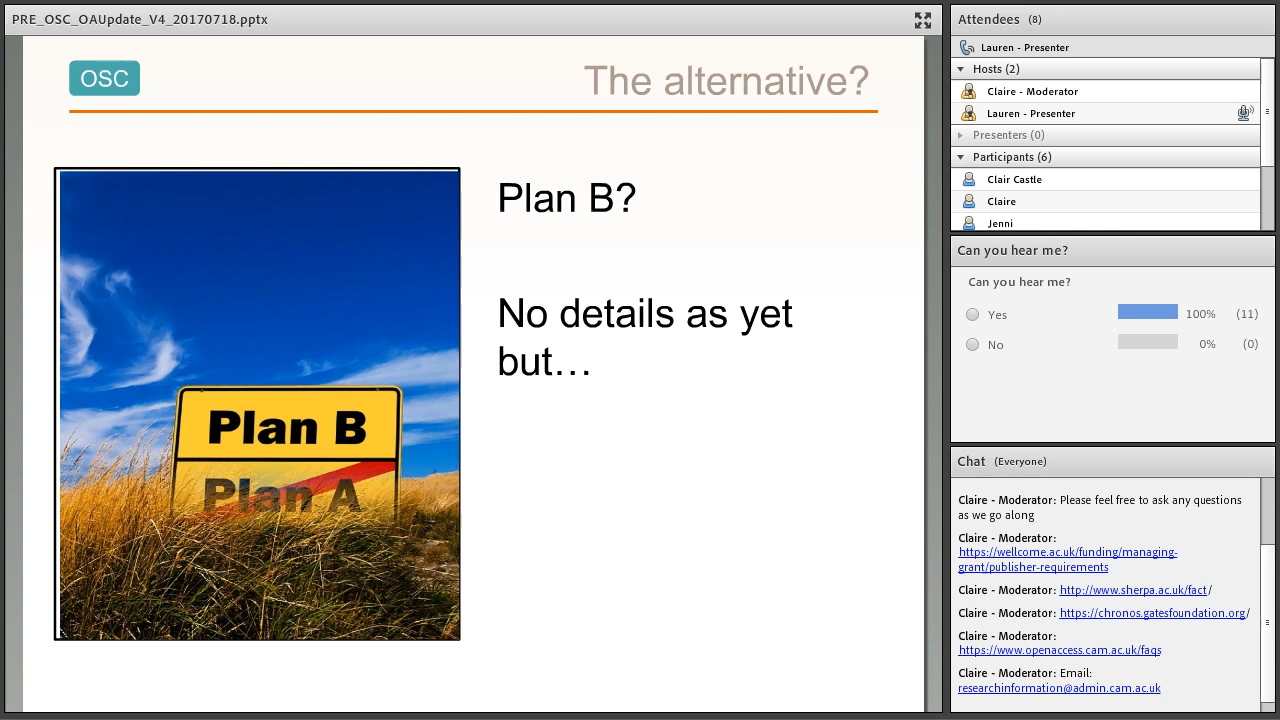 PRE_OSC_OAUpdate_V4_20170718.pptx
OSC
The alternative?
Plan B?
No details as yet
but…
Plan B
Plan A
Attendees (8)
Lauren - Presenter
Hosts (2)
Claire - Moderator
Lauren - Presenter
Presenters (0)
Participants (6)
Clair Castle
Claire
Jenni
Can you hear me?
Can you hear me?
Yes 100% (11)
No 0% (0)
Chat (Everyone)
Claire - Moderator: Please feel free to ask any questions
as we go along
Claire - Moderator:
https://wellcome.ac.uk/funding/managing-
grant/publisher-requirements
Claire - Moderator: http://www.sherpa.ac.uk/fact/
Claire - Moderator: https://chronos.gatesfoundation.org/
Claire - Moderator:
https://www.openaccess.cam.ac.uk/faqs
Claire - Moderator: Email:
researchinformation@admin.cam.ac.uk